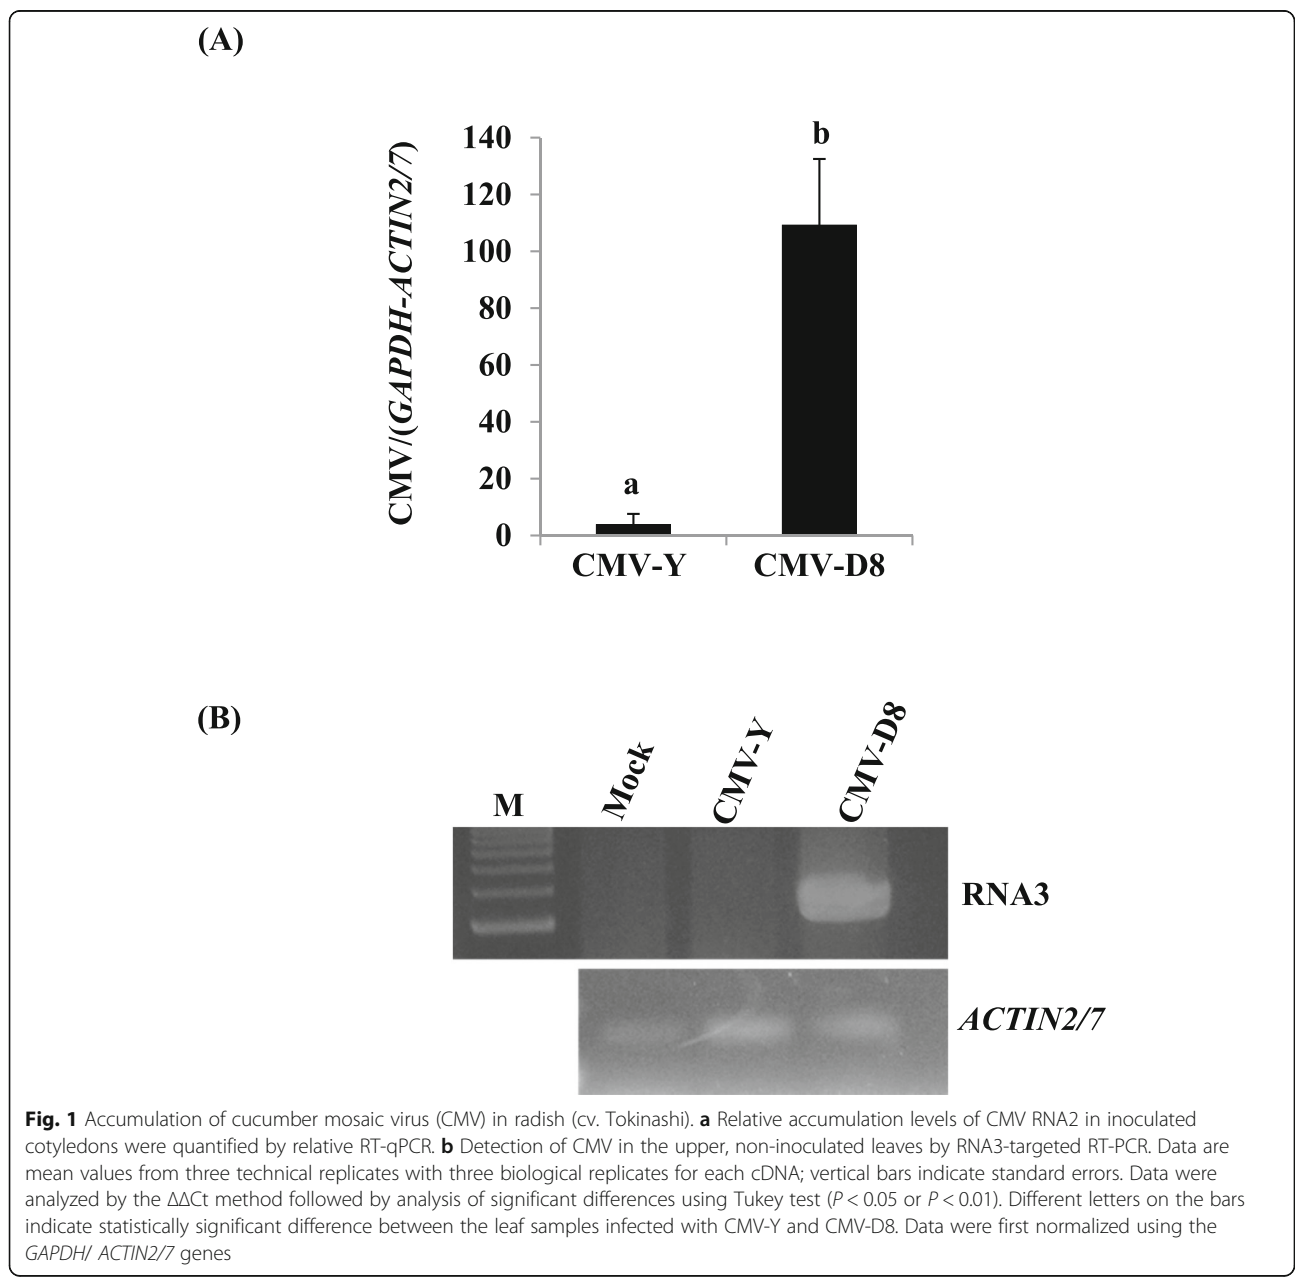 (A)
CMV/(GAPDH-ACTIN2/7)
140
120
100
80
60
40
20
0
a
b
CMV-Y
CMV-D8
(B)
M
Mock
CMV-Y
CMV-D8
RNA3
ACTIN2/7
Fig. 1 Accumulation of cucumber mosaic virus (CMV) in radish (cv. Tokinashi). a Relative accumulation levels of CMV RNA2 in inoculated
cotyledons were quantified by relative RT-qPCR. b Detection of CMV in the upper, non-inoculated leaves by RNA3-targeted RT-PCR. Data are
mean values from three technical replicates with three biological replicates for each cDNA; vertical bars indicate standard errors. Data were
analyzed by the ΔΔCt method followed by analysis of significant differences using Tukey test (P < 0.05 or P < 0.01). Different letters on the bars
indicate statistically significant difference between the leaf samples infected with CMV-Y and CMV-D8. Data were first normalized using the
GAPDH/ ACTIN2/7 genes